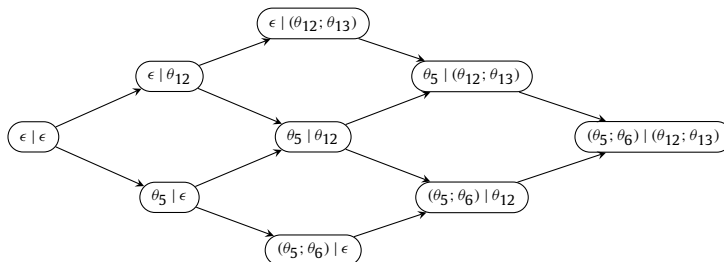 ϵ | (θ₁₂; θ₁₃)
ϵ | θ₁₂
θ₅ | (θ₁₂; θ₁₃)
ϵ | ϵ
θ₅ | θ₁₂
(θ₅; θ₆) | (θ₁₂; θ₁₃)
θ₅ | ϵ
(θ₅; θ₆) | θ₁₂
(θ₅; θ₆) | ϵ